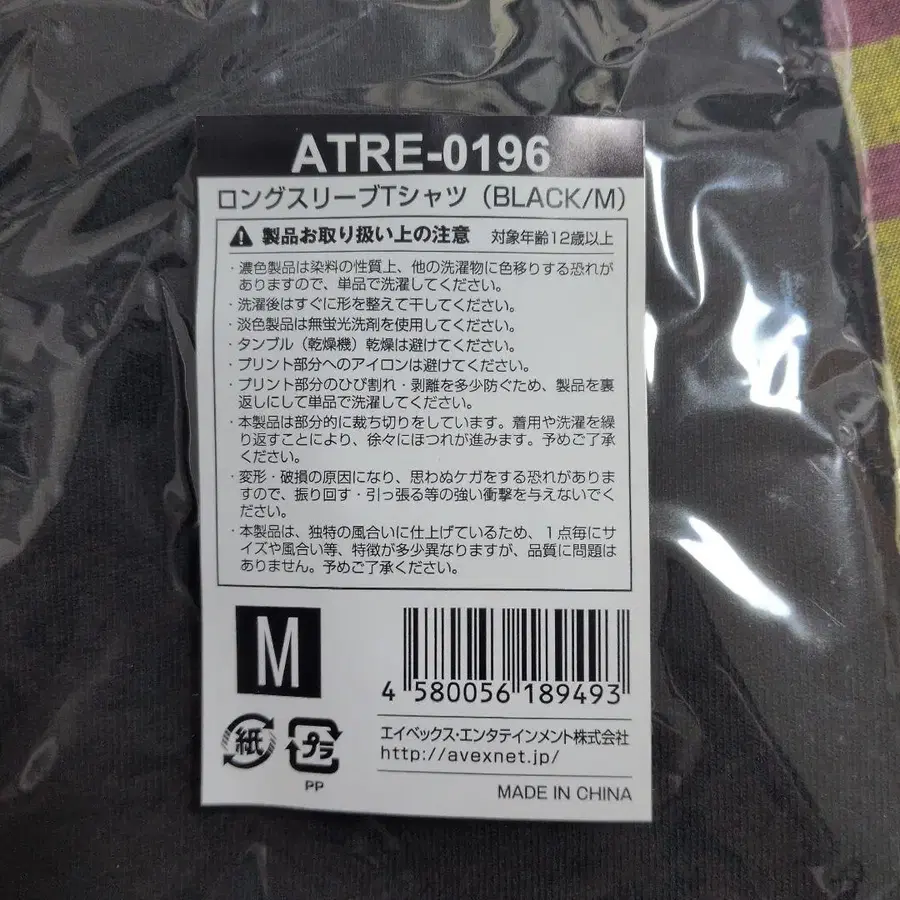 ATRE-0196
ロングスリーブTシャツ（BLACK/M）
製品お取り扱い上の注意 対象年齢12歳以上
・濃色製品は染料の性質上、他の洗濯物に色移りする恐れが
ありますので、単品で洗濯してください。
・洗濯後はすぐに形を整えて干してください。
・淡色製品は無蛍光洗剤を使用してください。
・タンブル（乾燥機）乾燥は避けてください。
・プリント部分へのアイロンは避けてください。
・プリント部分のひび割れ・剥離を多少防ぐため、製品を裏
返しにして単品で洗濯してください。
・本製品は部分的に裁ち切りをしています。着用や洗濯を繰
り返すことにより、徐々にほつれが進みます。予めご了承
ください。
・変形・破損の原因になり、思わぬケガをする恐れがありま
すので、振り回す・引っ張る等の強い衝撃を与えないでく
ださい。
・本製品は、独特の風合いに仕上げているため、1点毎にサ
イズや風合い等、特徴が多少異なりますが、品質に問題は
ありません。予めご了承ください。
M
4 580056 189493
紙 プラ
PP
エイベックス・エンタテインメント株式会社
http://avexnet.jp/
MADE IN CHINA